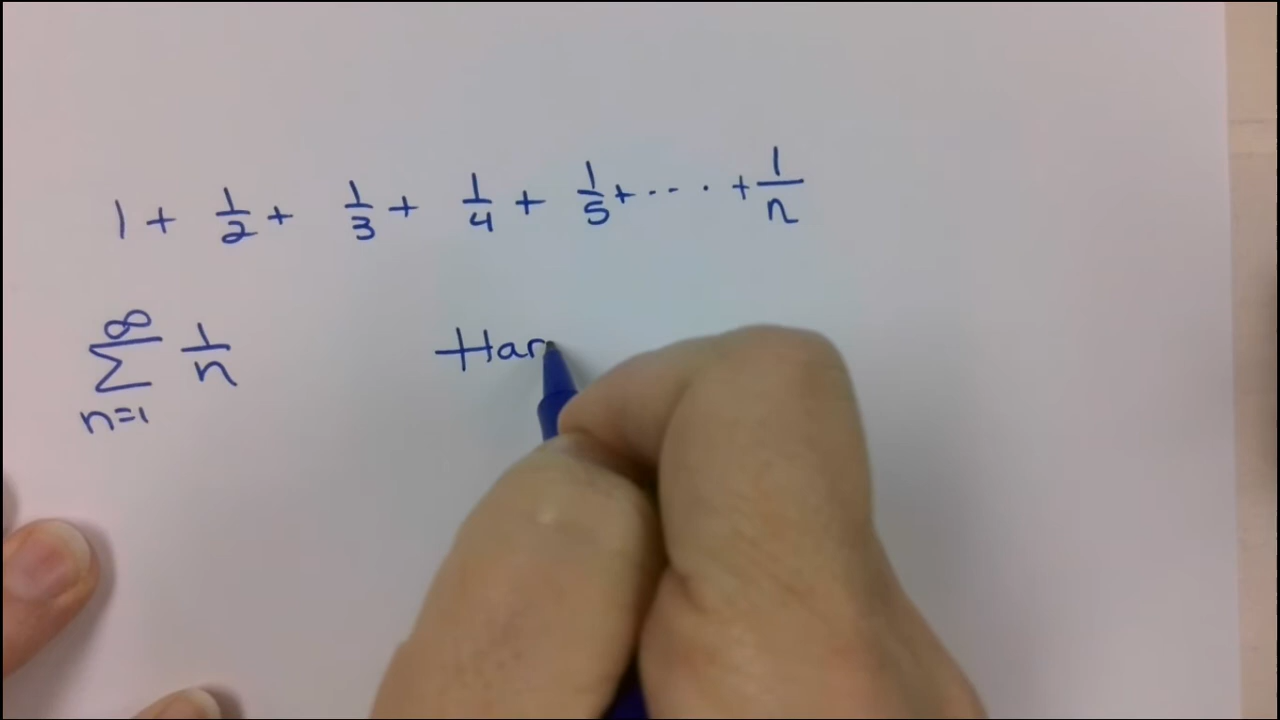 1 + 1/2 + 1/3 + 1/4 + 1/5 + ··· · + 1/n
∞ ∑ n=1 1/n Har